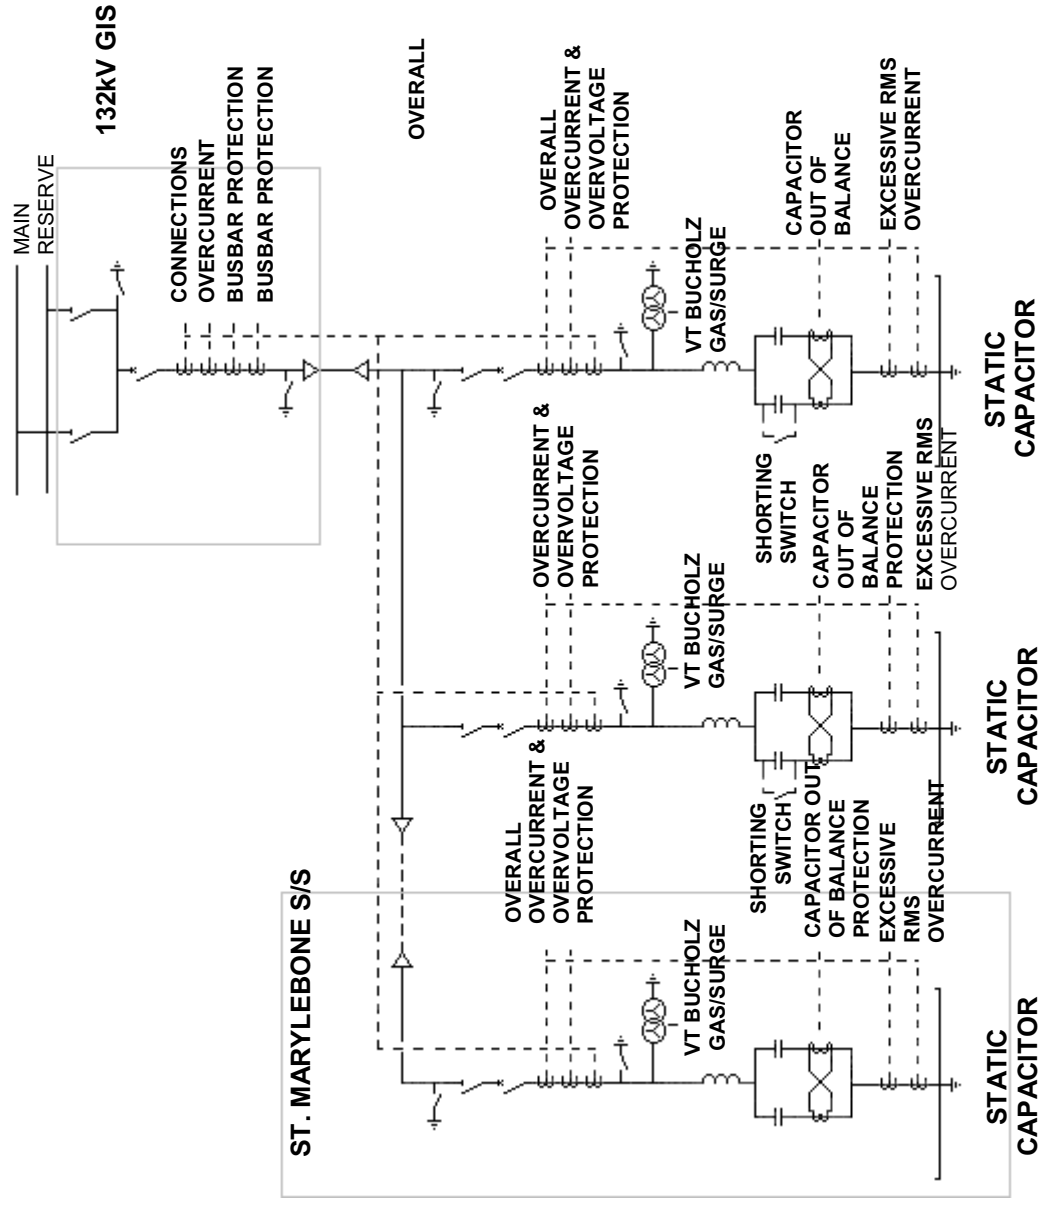 132kV GIS
MAIN
RESERVE
CONNECTIONS
OVERCURRENT
BUSBAR PROTECTION
BUSBAR PROTECTION
OVERALL
OVERALL
OVERCURRENT &
OVERVOLTAGE
PROTECTION
VT BUCHOLZ
GAS/SURGE
CAPACITOR
OUT OF
BALANCE
EXCESSIVE RMS
OVERCURRENT
STATIC
CAPACITOR
SHORTING
SWITCH
OVERCURRENT &
OVERVOLTAGE
PROTECTION
VT BUCHOLZ
GAS/SURGE
CAPACITOR
OUT OF
BALANCE
PROTECTION
EXCESSIVE RMS
OVERCURRENT
STATIC
CAPACITOR
SHORTING
SWITCH
ST. MARYLEBONE S/S
OVERALL
OVERCURRENT &
OVERVOLTAGE
PROTECTION
VT BUCHOLZ
GAS/SURGE
CAPACITOR OUT
OF BALANCE
PROTECTION
EXCESSIVE
RMS
OVERCURRENT
STATIC
CAPACITOR